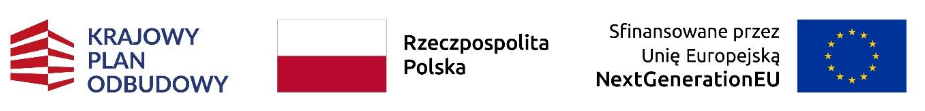 KRAJOWY
PLAN
ODBUDOWY
Rzeczpospolita
Polska
Sfinansowane przez
Unię Europejską
NextGenerationEU